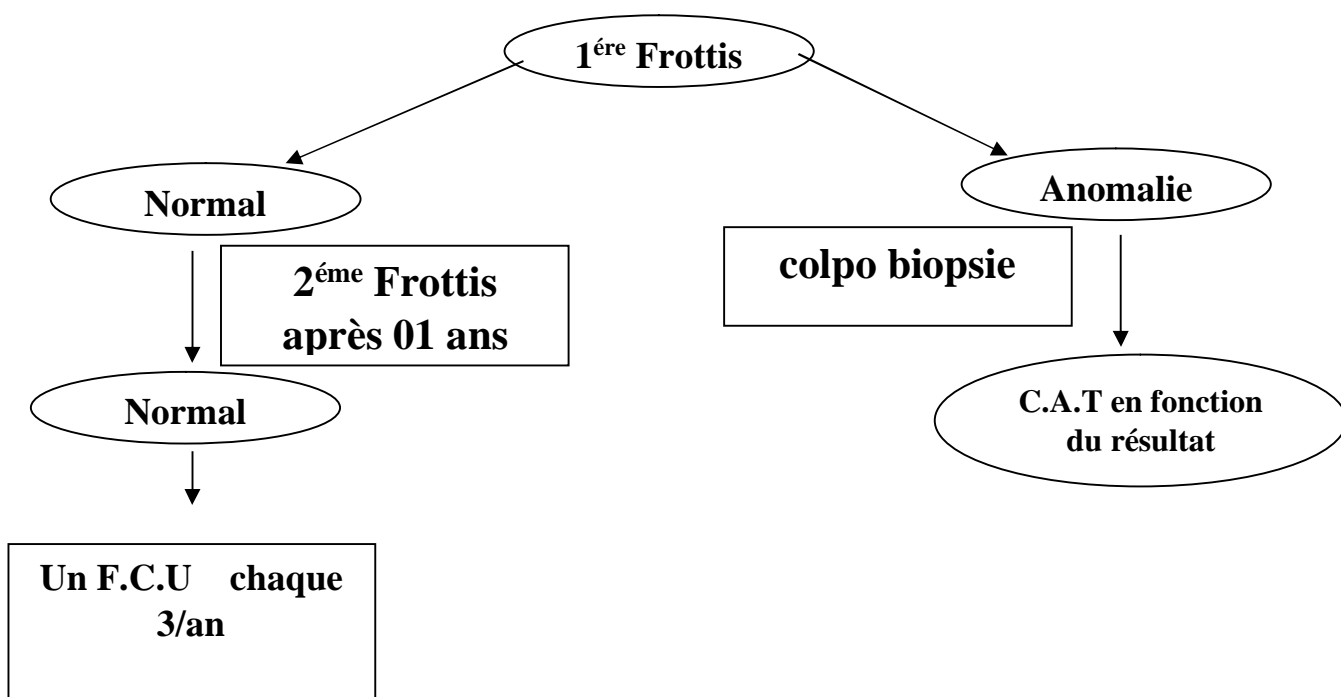 1ére Frottis
Normal
Anomalie
2éme Frottis
après 01 ans
colpo biopsie
Normal
C.A.T en fonction
du résultat
Un F.C.U chaque
3/an